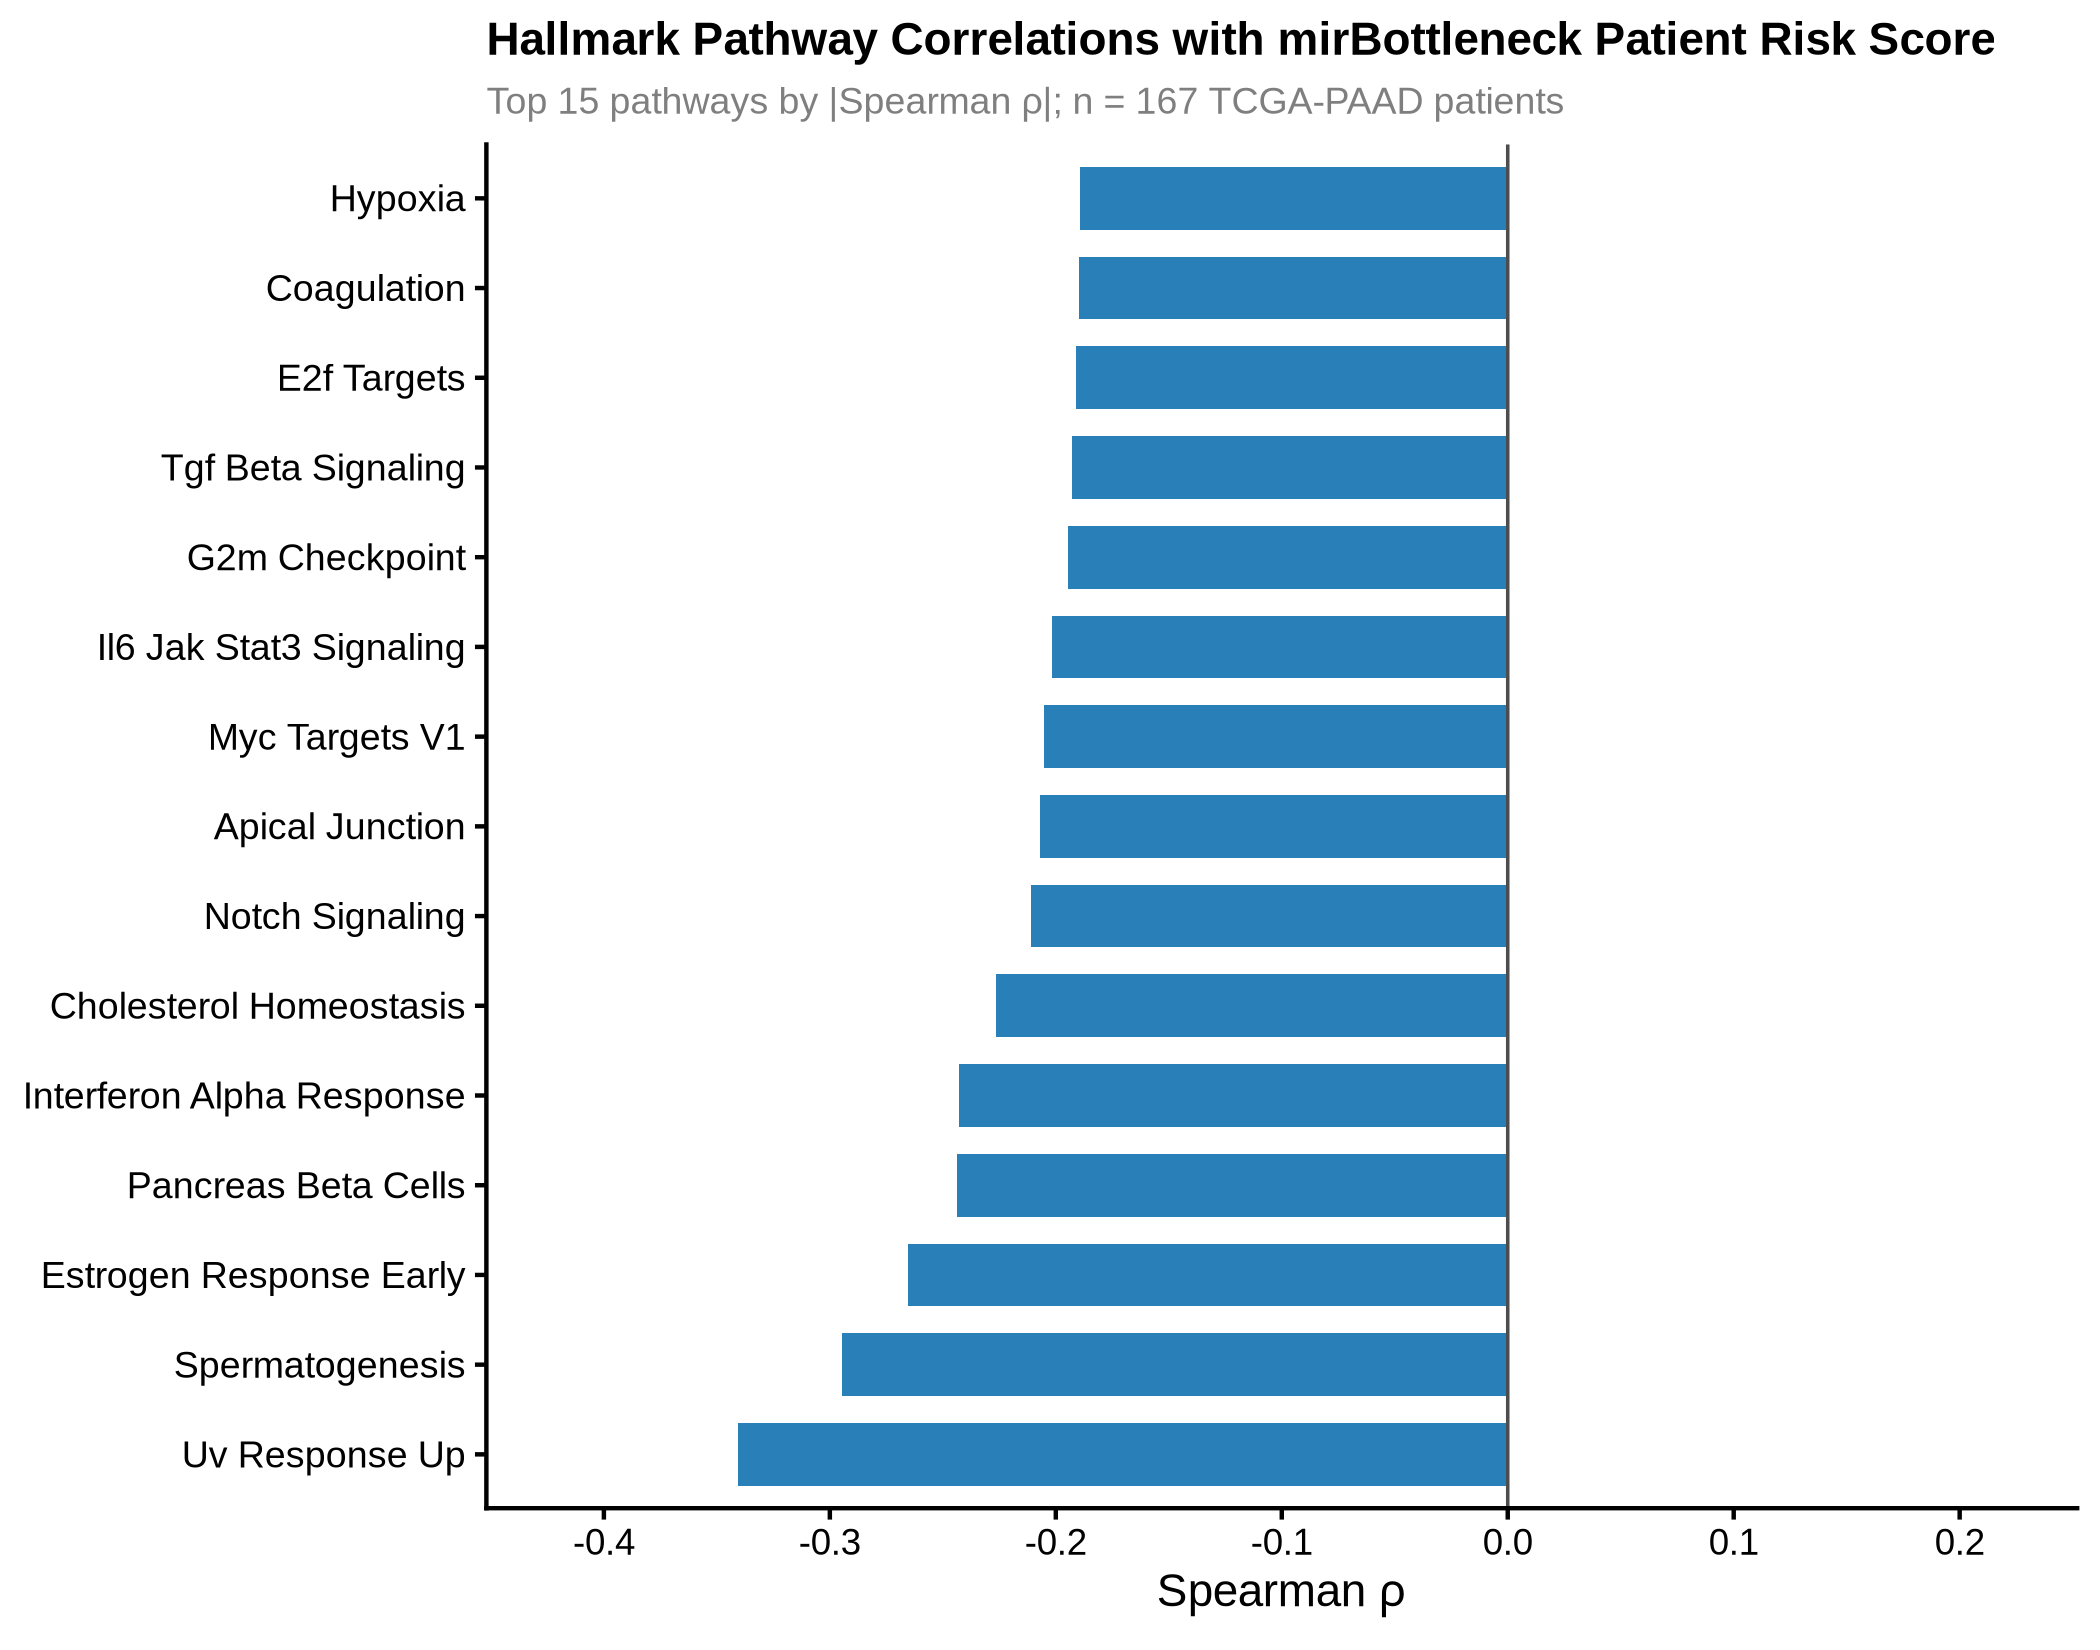 Hallmark Pathway Correlations with mirBottleneck Patient Risk Score
Top 15 pathways by |Spearman ρ|; n = 167 TCGA-PAAD patients
Hypoxia
Coagulation
E2f Targets
Tgf Beta Signaling
G2m Checkpoint
Il6 Jak Stat3 Signaling
Myc Targets V1
Apical Junction
Notch Signaling
Cholesterol Homeostasis
Interferon Alpha Response
Pancreas Beta Cells
Estrogen Response Early
Spermatogenesis
Uv Response Up
-0.4 -0.3 -0.2 -0.1 0.0 0.1 0.2
Spearman ρ